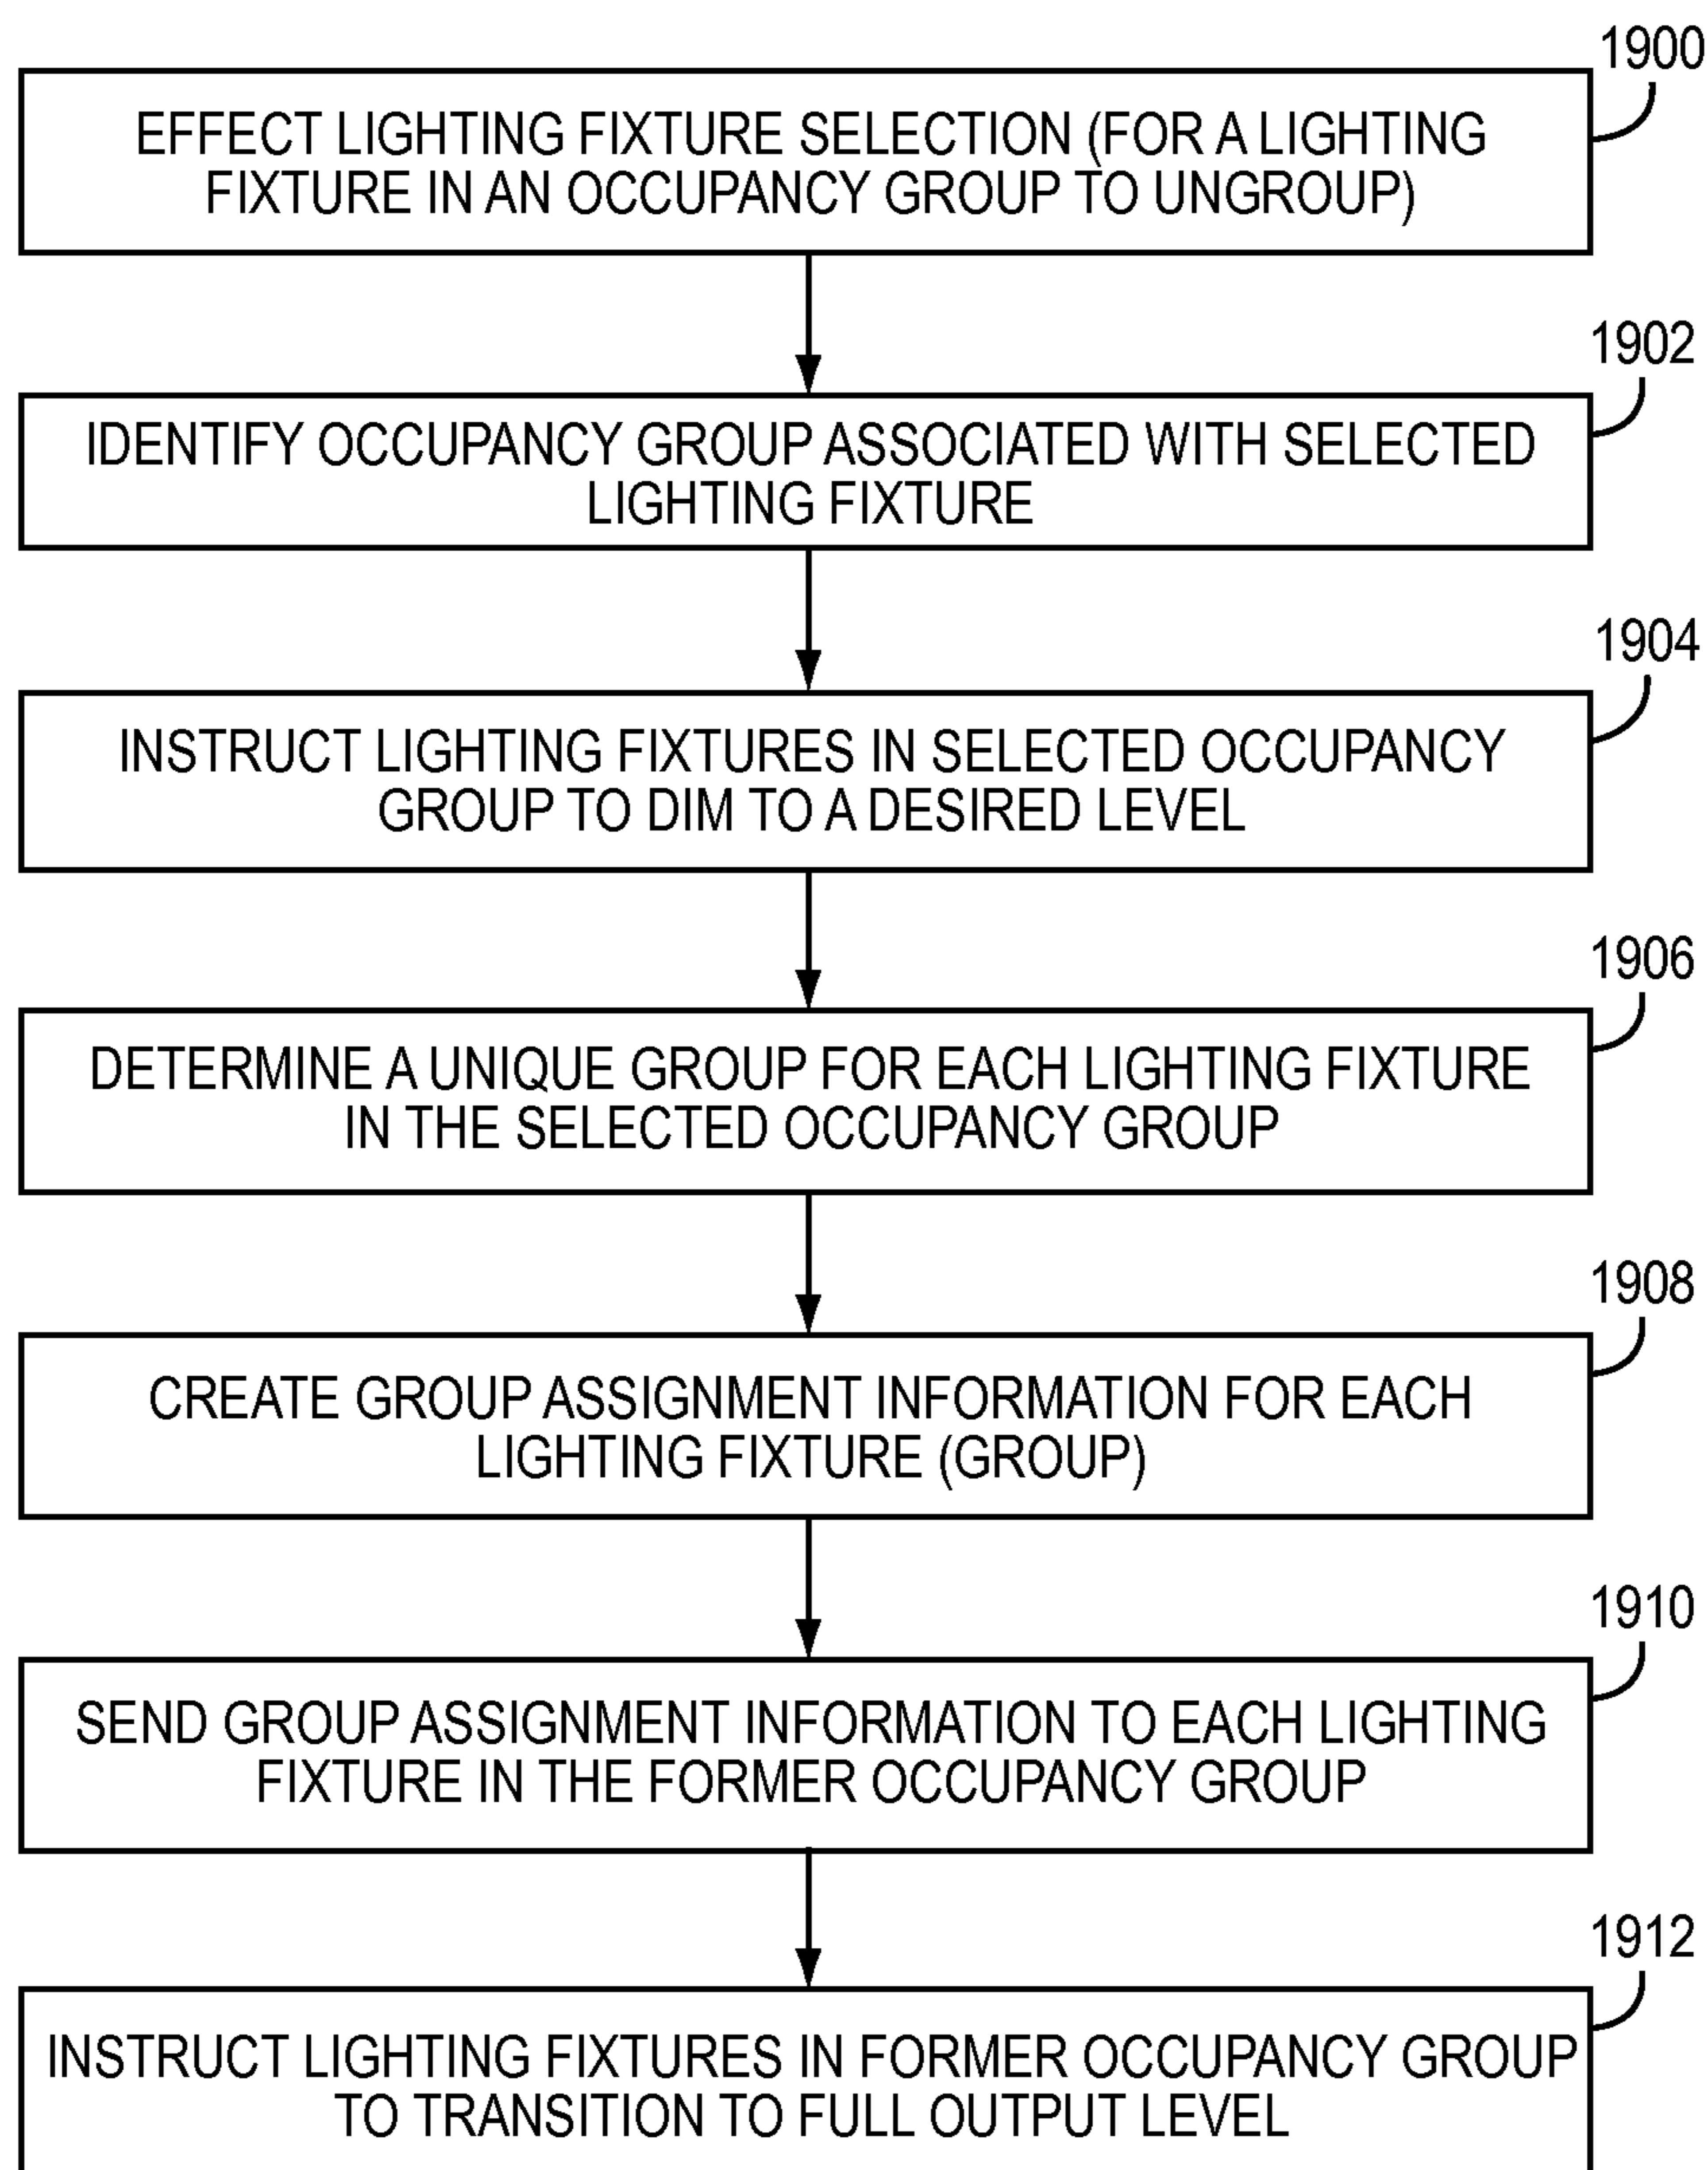 1900
EFFECT LIGHTING FIXTURE SELECTION (FOR A LIGHTING
FIXTURE IN AN OCCUPANCY GROUP TO UNGROUP)
1902
IDENTIFY OCCUPANCY GROUP ASSOCIATED WITH SELECTED
LIGHTING FIXTURE
1904
INSTRUCT LIGHTING FIXTURES IN SELECTED OCCUPANCY
GROUP TO DIM TO A DESIRED LEVEL
1906
DETERMINE A UNIQUE GROUP FOR EACH LIGHTING FIXTURE
IN THE SELECTED OCCUPANCY GROUP
1908
CREATE GROUP ASSIGNMENT INFORMATION FOR EACH
LIGHTING FIXTURE (GROUP)
1910
SEND GROUP ASSIGNMENT INFORMATION TO EACH LIGHTING
FIXTURE IN THE FORMER OCCUPANCY GROUP
1912
INSTRUCT LIGHTING FIXTURES IN FORMER OCCUPANCY GROUP
TO TRANSITION TO FULL OUTPUT LEVEL